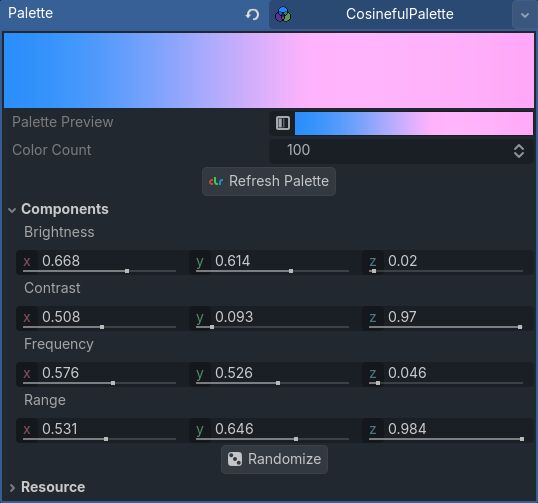 Palette CosinefulPalette
Palette Preview
Color Count 100
clr Refresh Palette
Components
Brightness
x 0.668 y 0.614 z 0.02
Contrast
x 0.508 y 0.093 z 0.97
Frequency
x 0.576 y 0.526 z 0.046
Range
x 0.531 y 0.646 z 0.984
Randomize
Resource